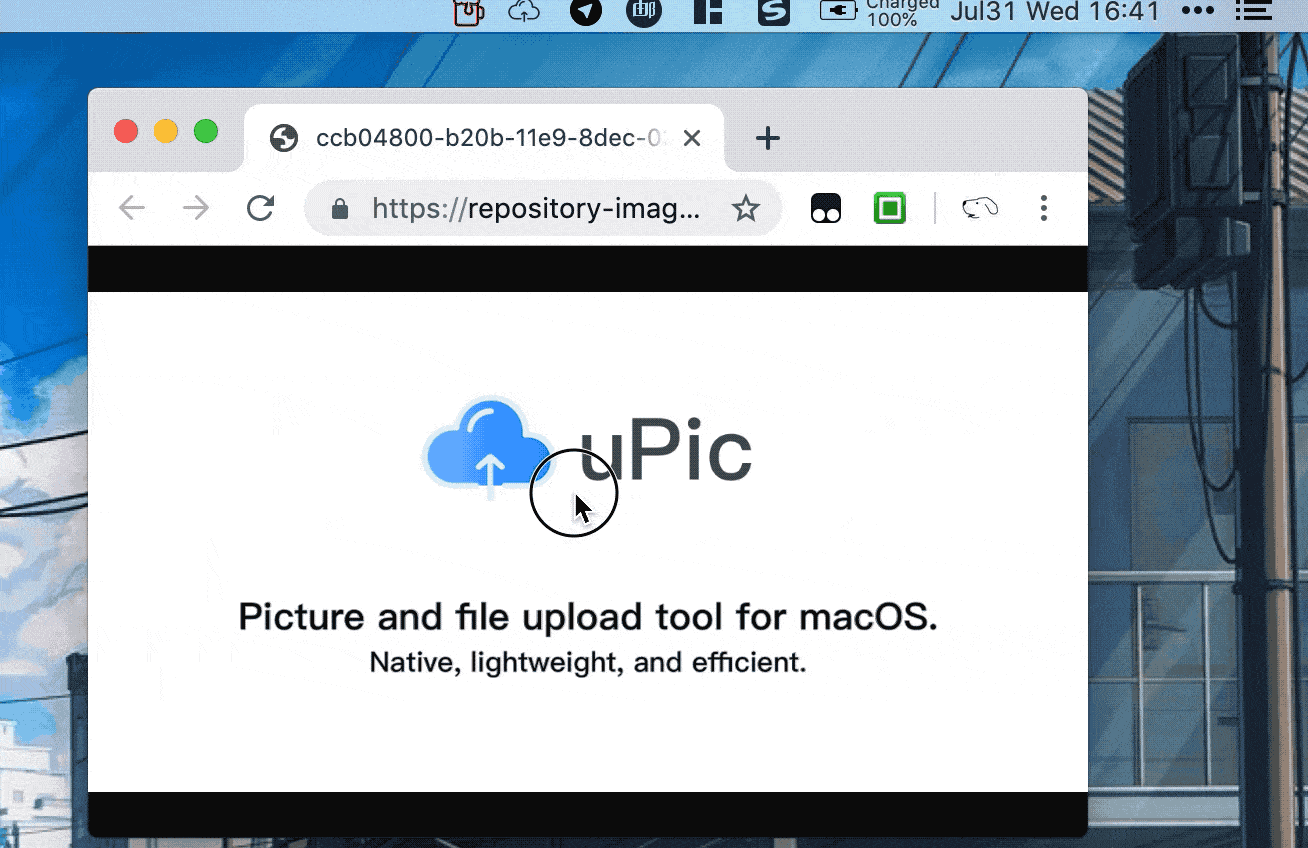 Charged
100%
Jul31 Wed 16:41
ccb04800-b20b-11e9-8dec-0
https://repository-imag...
uPic
Picture and file upload tool for macOS.
Native, lightweight, and efficient.